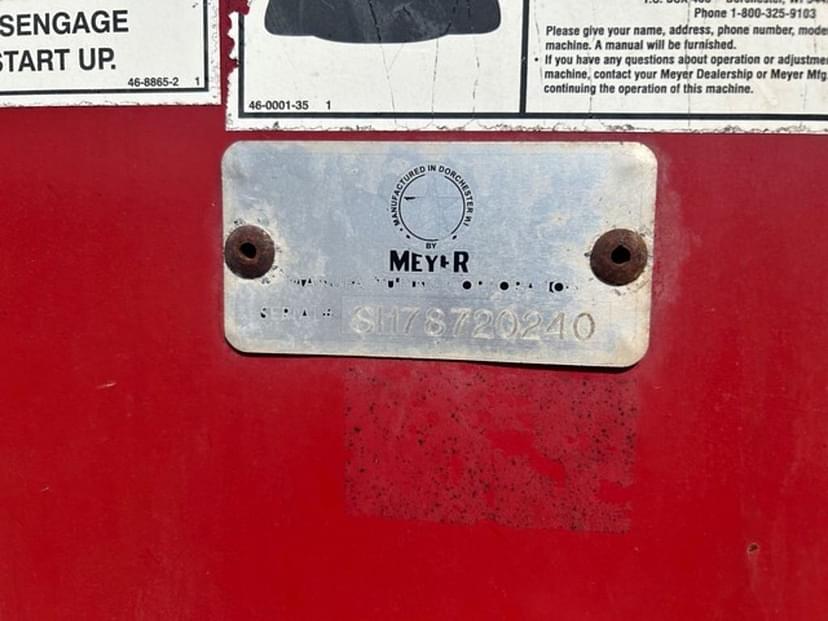 SENGAGE
START UP.
46-8865-2 1
46-0001-35 1
Phone 1-800-325-9103
Please give your name, address, phone number, mode
machine. A manual will be furnished.
• If you have any questions about operation or adjustme
machine, contact your Meyer Dealership or Meyer Mfg.
continuing the operation of this machine.
• MANUFACTURED IN DORCHESTER WI •
BY
MEYER
SERIAL # SM78720240